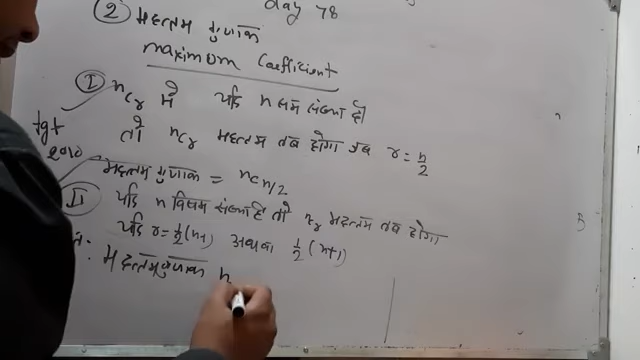 day 78
② महत्तम गुणांक
maximum Coefficient
Ⓘ ⁿCᵣ मे यदि n सम संख्या हो
तो ⁿCᵣ महत्तम तब होगा जब r = n/2
tgt
2010
महत्तम गुणांक = ⁿC n/2
Ⓘⓘ यदि n विषम संख्या है तो ⁿCᵣ महत्तम तब होगा
यदि r = 1/2 (n-1) अथवा 1/2 (n+1)
महत्तम गुणांक n